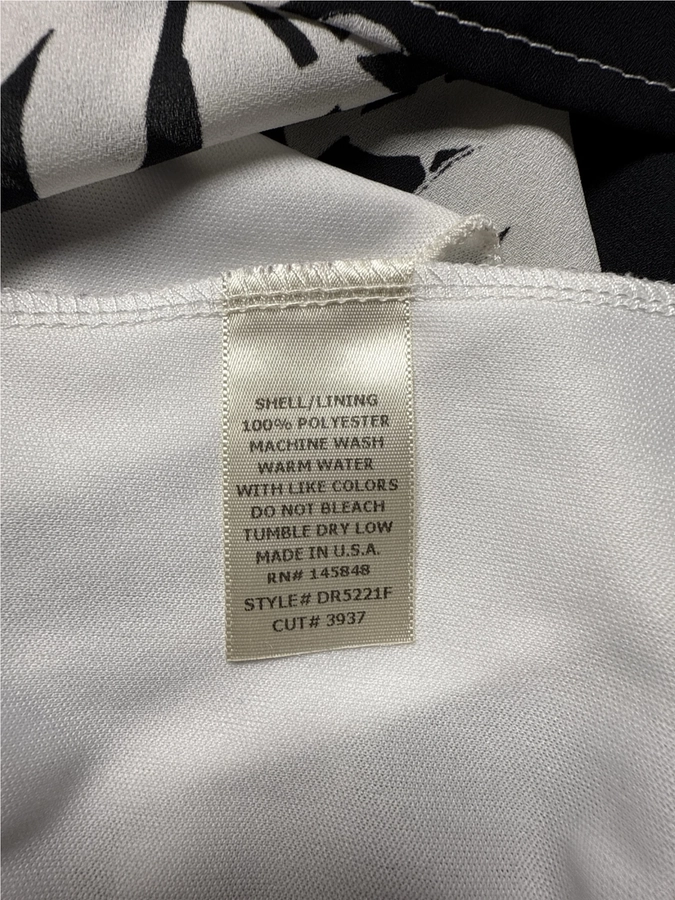 SHELL/LINING
100% POLYESTER
MACHINE WASH
WARM WATER
WITH LIKE COLORS
DO NOT BLEACH
TUMBLE DRY LOW
MADE IN U.S.A.
RN# 145848
STYLE# DR5221F
CUT# 3937